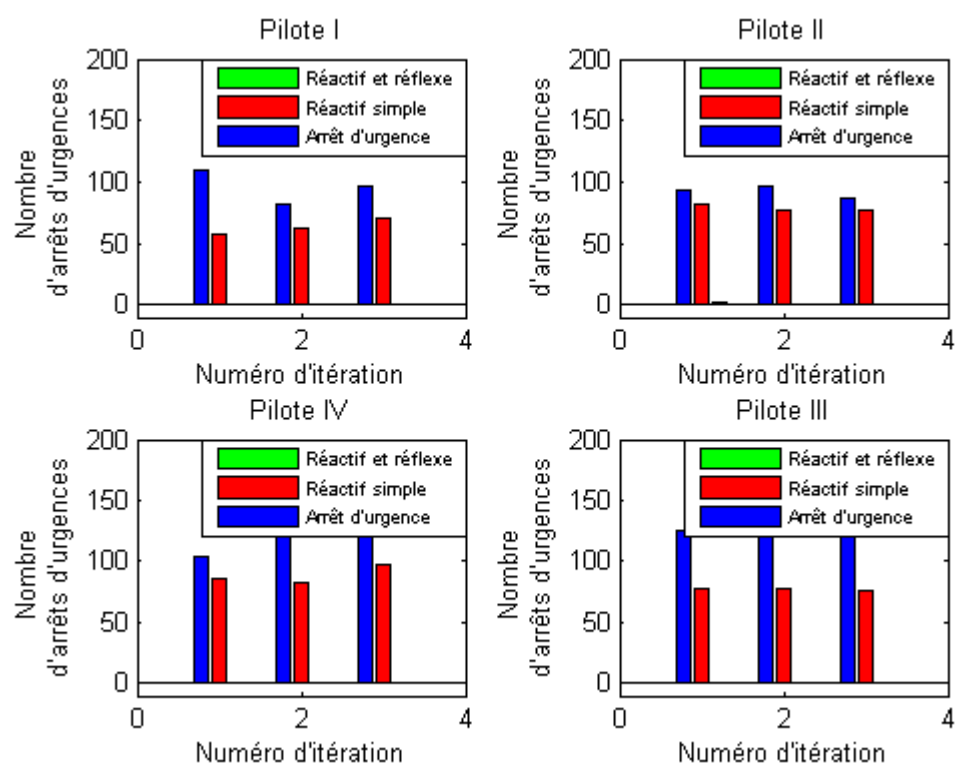 Pilote I
200
150
100
50
0
Nombre
d'arrêts d'urgences
Réactif et réflexe
Réactif simple
Arrêt d'urgence
0 2 4
Numéro d'itération
Pilote II
200
150
100
50
0
Nombre
d'arrêts d'urgences
Réactif et réflexe
Réactif simple
Arrêt d'urgence
0 2 4
Numéro d'itération
Pilote IV
200
150
100
50
0
Nombre
d'arrêts d'urgences
Réactif et réflexe
Réactif simple
Arrêt d'urgence
0 2 4
Numéro d'itération
Pilote III
200
150
100
50
0
Nombre
d'arrêts d'urgences
Réactif et réflexe
Réactif simple
Arrêt d'urgence
0 2 4
Numéro d'itération